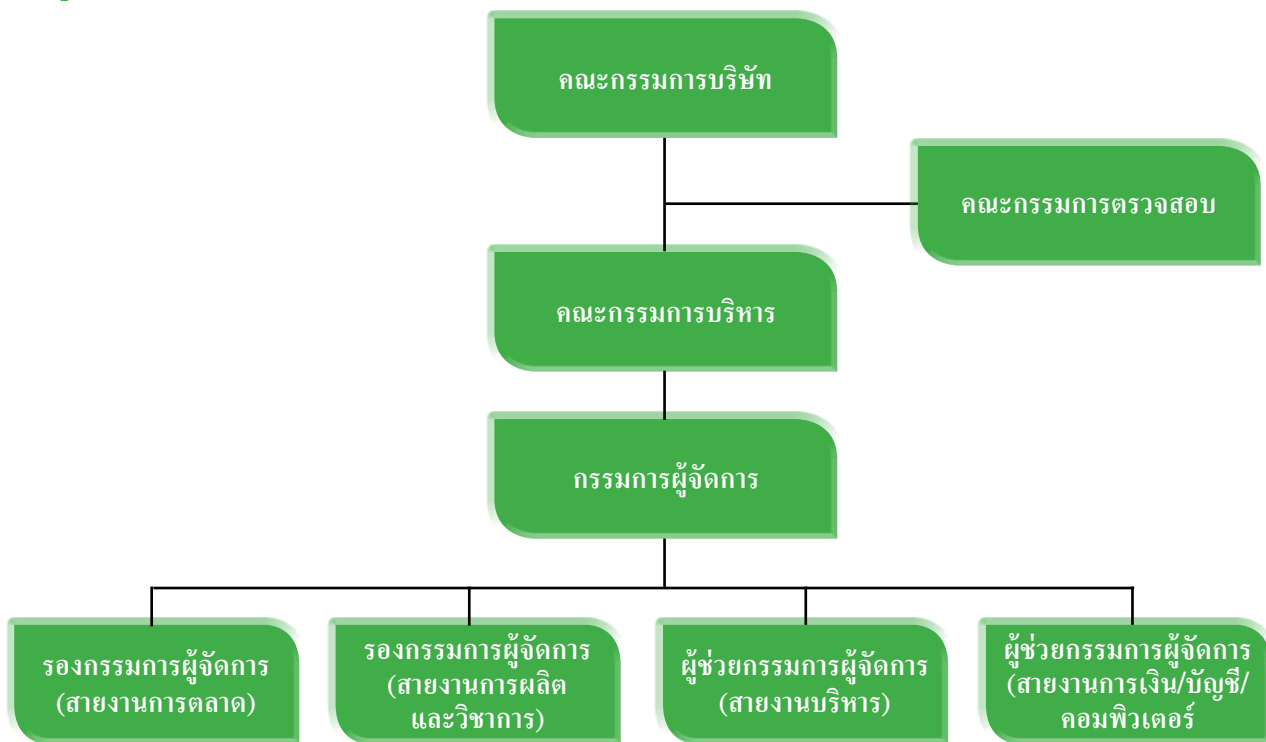 คณะกรรมการบริษัท
คณะกรรมการตรวจสอบ
คณะกรรมการบริหาร
กรรมการผู้จัดการ
รองกรรมการผู้จัดการ
(สายงานการตลาด)
รองกรรมการผู้จัดการ
(สายงานการผลิต
และวิชาการ)
ผู้ช่วยกรรมการผู้จัดการ
(สายงานบริหาร)
ผู้ช่วยกรรมการผู้จัดการ
(สายงานการเงิน/บัญชี/
คอมพิวเตอร์